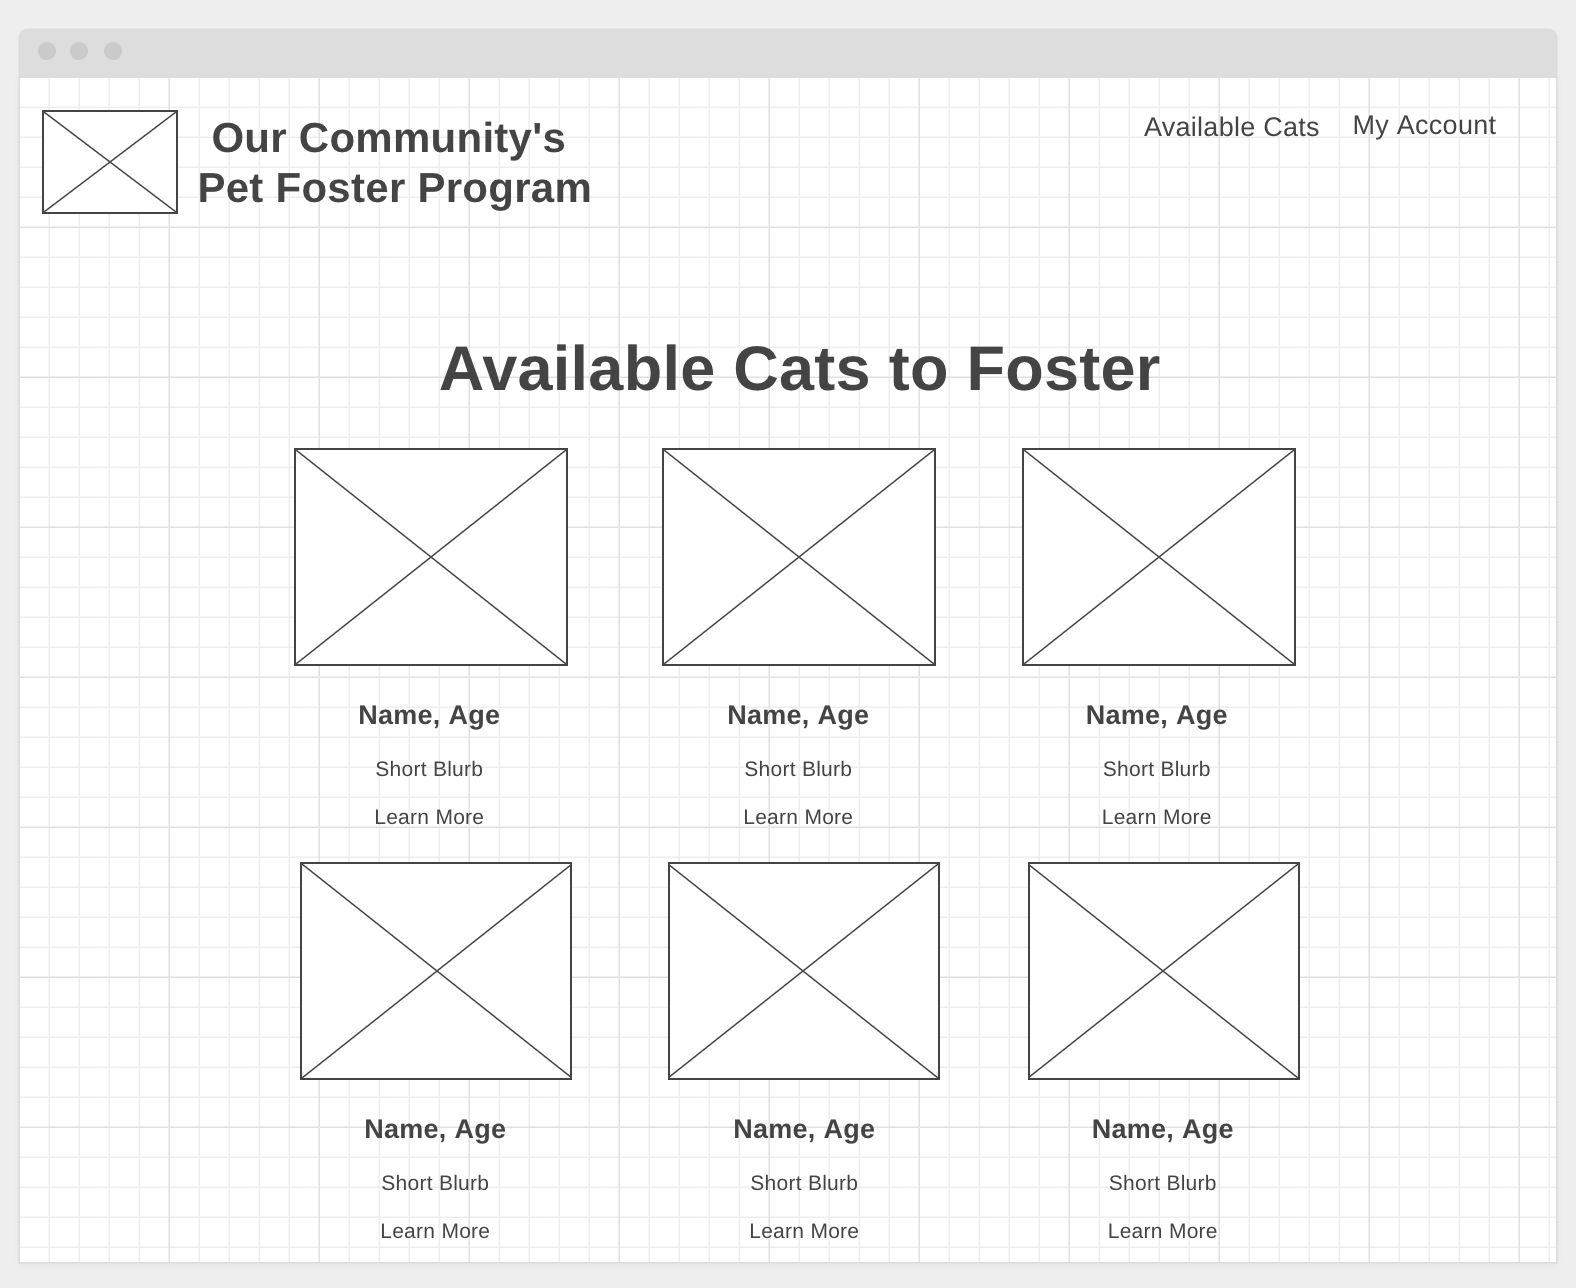 Our Community's
Pet Foster Program
Available Cats
My Account
Available Cats to Foster
Name, Age
Short Blurb
Learn More
Name, Age
Short Blurb
Learn More
Name, Age
Short Blurb
Learn More
Name, Age
Short Blurb
Learn More
Name, Age
Short Blurb
Learn More
Name, Age
Short Blurb
Learn More